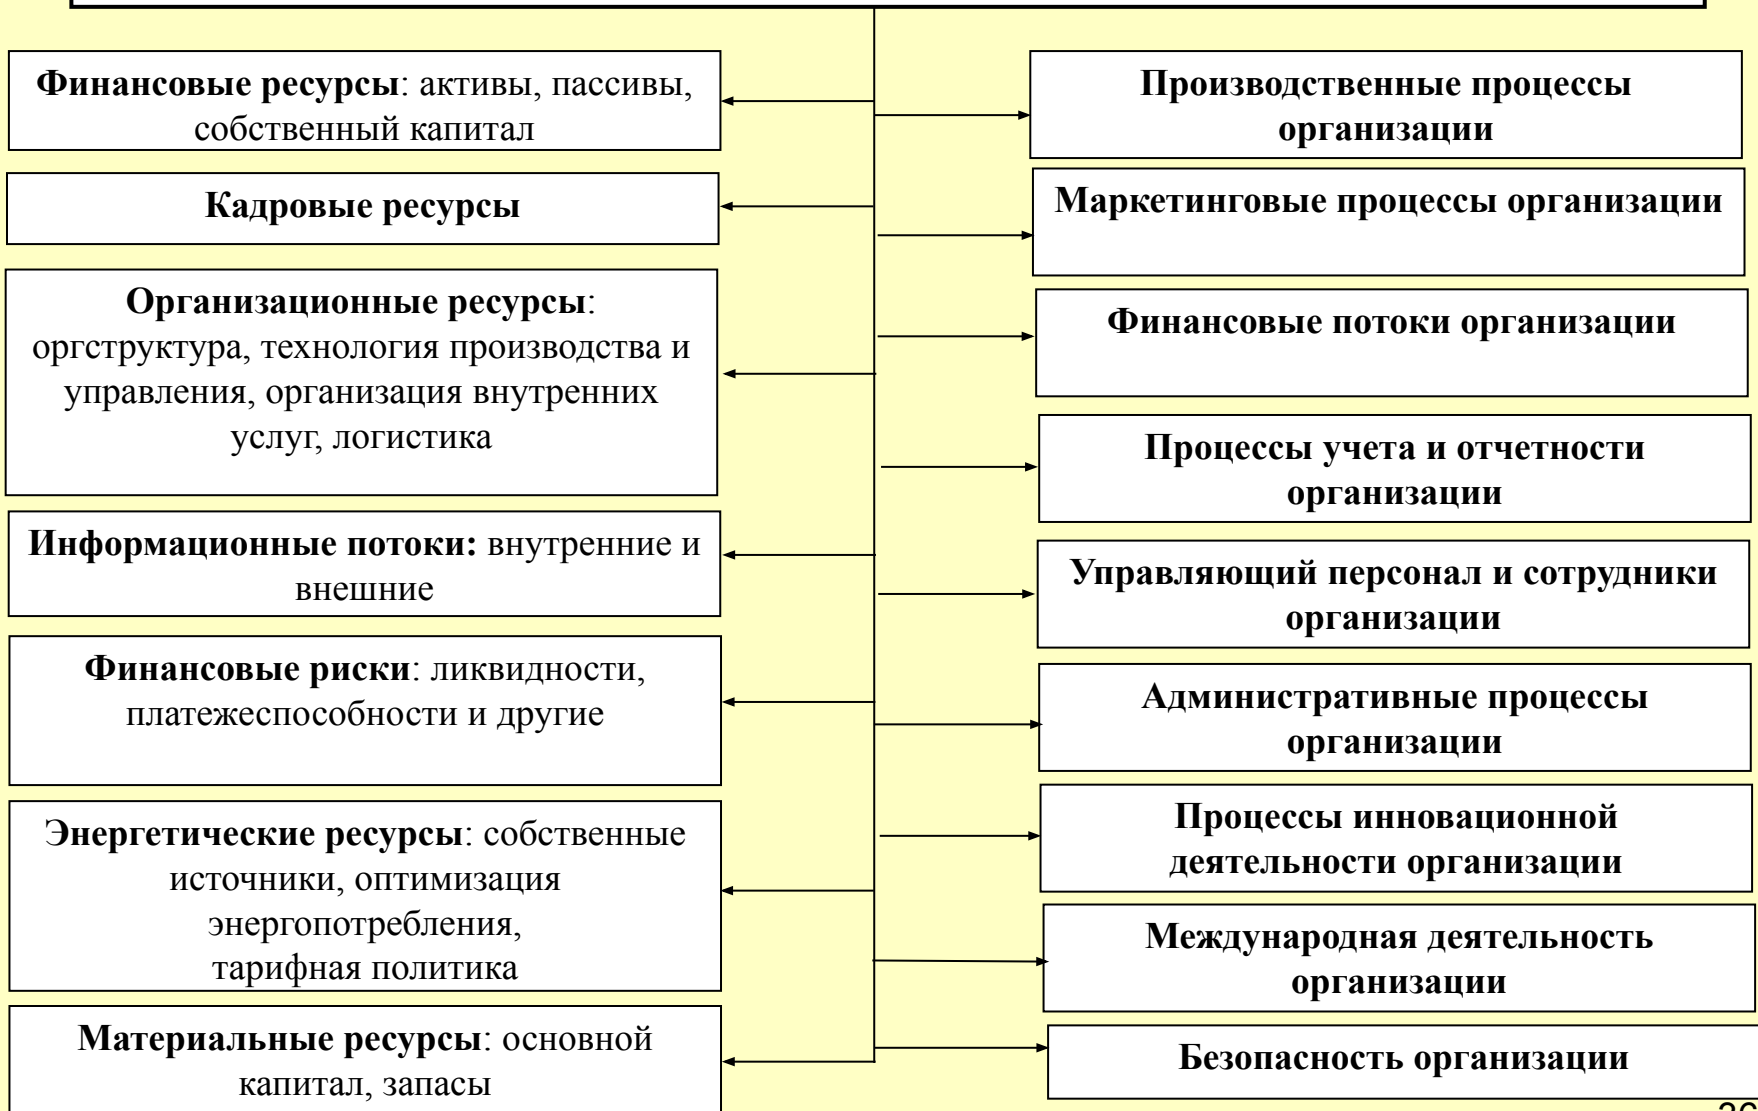 Финансовые ресурсы: активы, пассивы,
собственный капитал
Кадровые ресурсы
Организационные ресурсы:
оргструктура, технология производства и
управления, организация внутренних
услуг, логистика
Информационные потоки: внутренние и
внешние
Финансовые риски: ликвидности,
платежеспособности и другие
Энергетические ресурсы: собственные
источники, оптимизация
энергопотребления,
тарифная политика
Материальные ресурсы: основной
капитал, запасы
Производственные процессы
организации
Маркетинговые процессы организации
Финансовые потоки организации
Процессы учета и отчетности
организации
Управляющий персонал и сотрудники
организации
Административные процессы
организации
Процессы инновационной
деятельности организации
Международная деятельность
организации
Безопасность организации